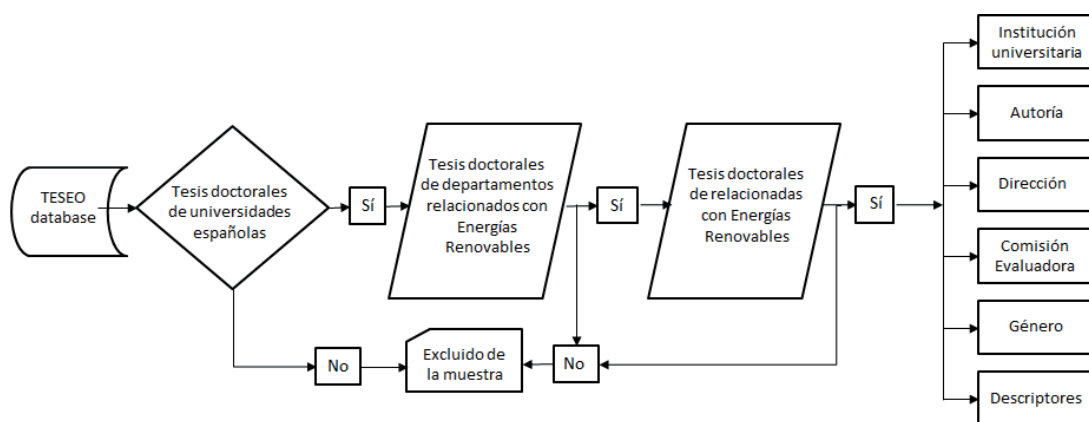 TESEO
database
Tesis doctorales
de universidades
españolas
Sí
Tesis doctorales
de departamentos
relacionados con
Energías
Renovables
Sí
Tesis doctorales
de relacionadas
con Energías
Renovables
Sí
No
Excluido de
la muestra
No
Institución
universitaria
Autoría
Dirección
Comisión
Evaluadora
Género
Descriptores